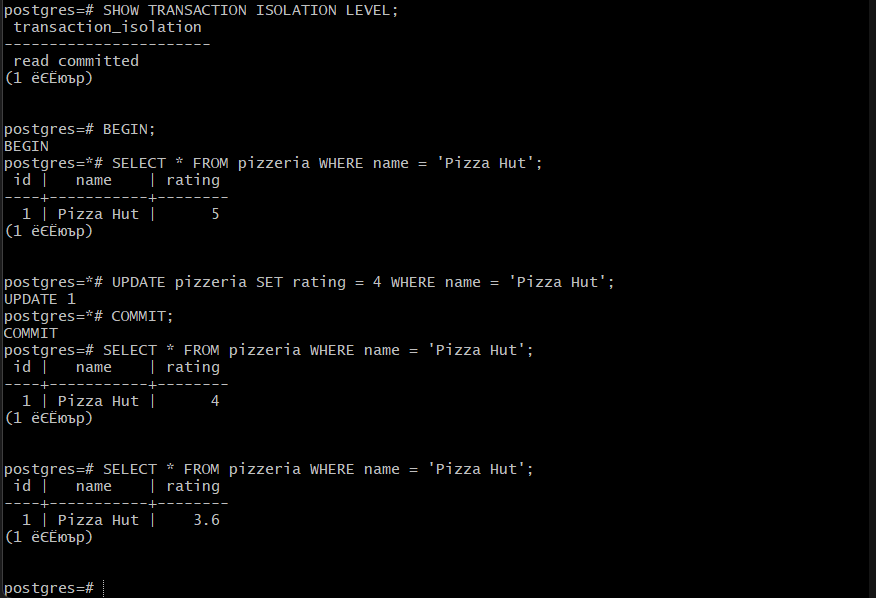 postgres=# SHOW TRANSACTION ISOLATION LEVEL;
 transaction_isolation
-----------------------
 read committed
(1 ёЄЁюър)
postgres=# BEGIN;
BEGIN
postgres=*# SELECT * FROM pizzeria WHERE name = 'Pizza Hut';
 id |   name    | rating
----+-----------+--------
  1 | Pizza Hut |      5
(1 ёЄЁюър)
postgres=*# UPDATE pizzeria SET rating = 4 WHERE name = 'Pizza Hut';
UPDATE 1
postgres=*# COMMIT;
COMMIT
postgres=# SELECT * FROM pizzeria WHERE name = 'Pizza Hut';
 id |   name    | rating
----+-----------+--------
  1 | Pizza Hut |      4
(1 ёЄЁюър)
postgres=# SELECT * FROM pizzeria WHERE name = 'Pizza Hut';
 id |   name    | rating
----+-----------+--------
  1 | Pizza Hut |    3.6
(1 ёЄЁюър)
postgres=#